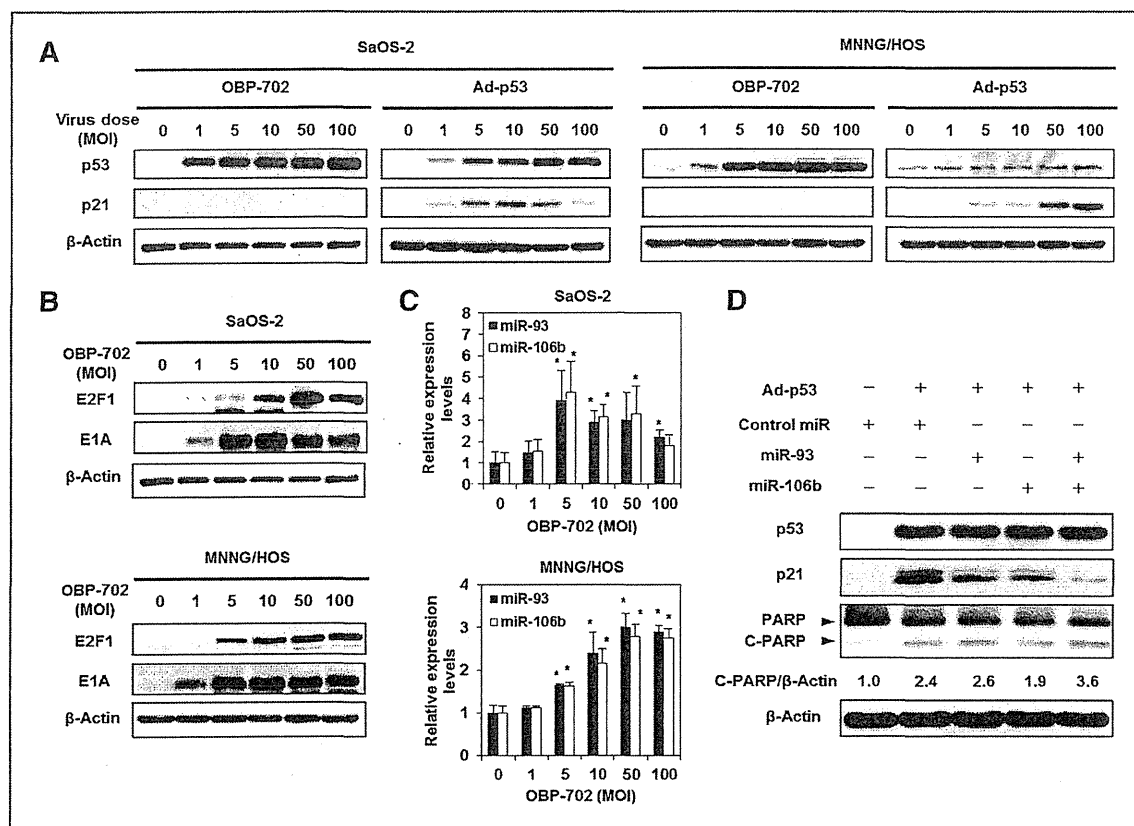 A
SaOS-2
MNNG/HOS
OBP-702
Ad-p53
OBP-702
Ad-p53
Virus dose
(MOI)
0 1 5 10 50 100
0 1 5 10 50 100
0 1 5 10 50 100
0 1 5 10 50 100
p53
p21
β-Actin
B
SaOS-2
OBP-702
(MOI)
0 1 5 10 50 100
E2F1
E1A
β-Actin
MNNG/HOS
OBP-702
(MOI)
0 1 5 10 50 100
E2F1
E1A
β-Actin
C
SaOS-2
Relative expression
levels
8
7
6
5
4
3
2
1
0
miR-93
miR-106b
* * * * * *
0 1 5 10 50 100
OBP-702 (MOI)
MNNG/HOS
Relative expression
levels
4
3
2
1
0
miR-93
miR-106b
* * * * * * * *
0 1 5 10 50 100
OBP-702 (MOI)
D
Ad-p53 − + + + +
Control miR + + − − −
miR-93 − − + − +
miR-106b − − − + +
p53
p21
PARP
C-PARP
C-PARP/β-Actin 1.0 2.4 2.6 1.9 3.6
β-Actin